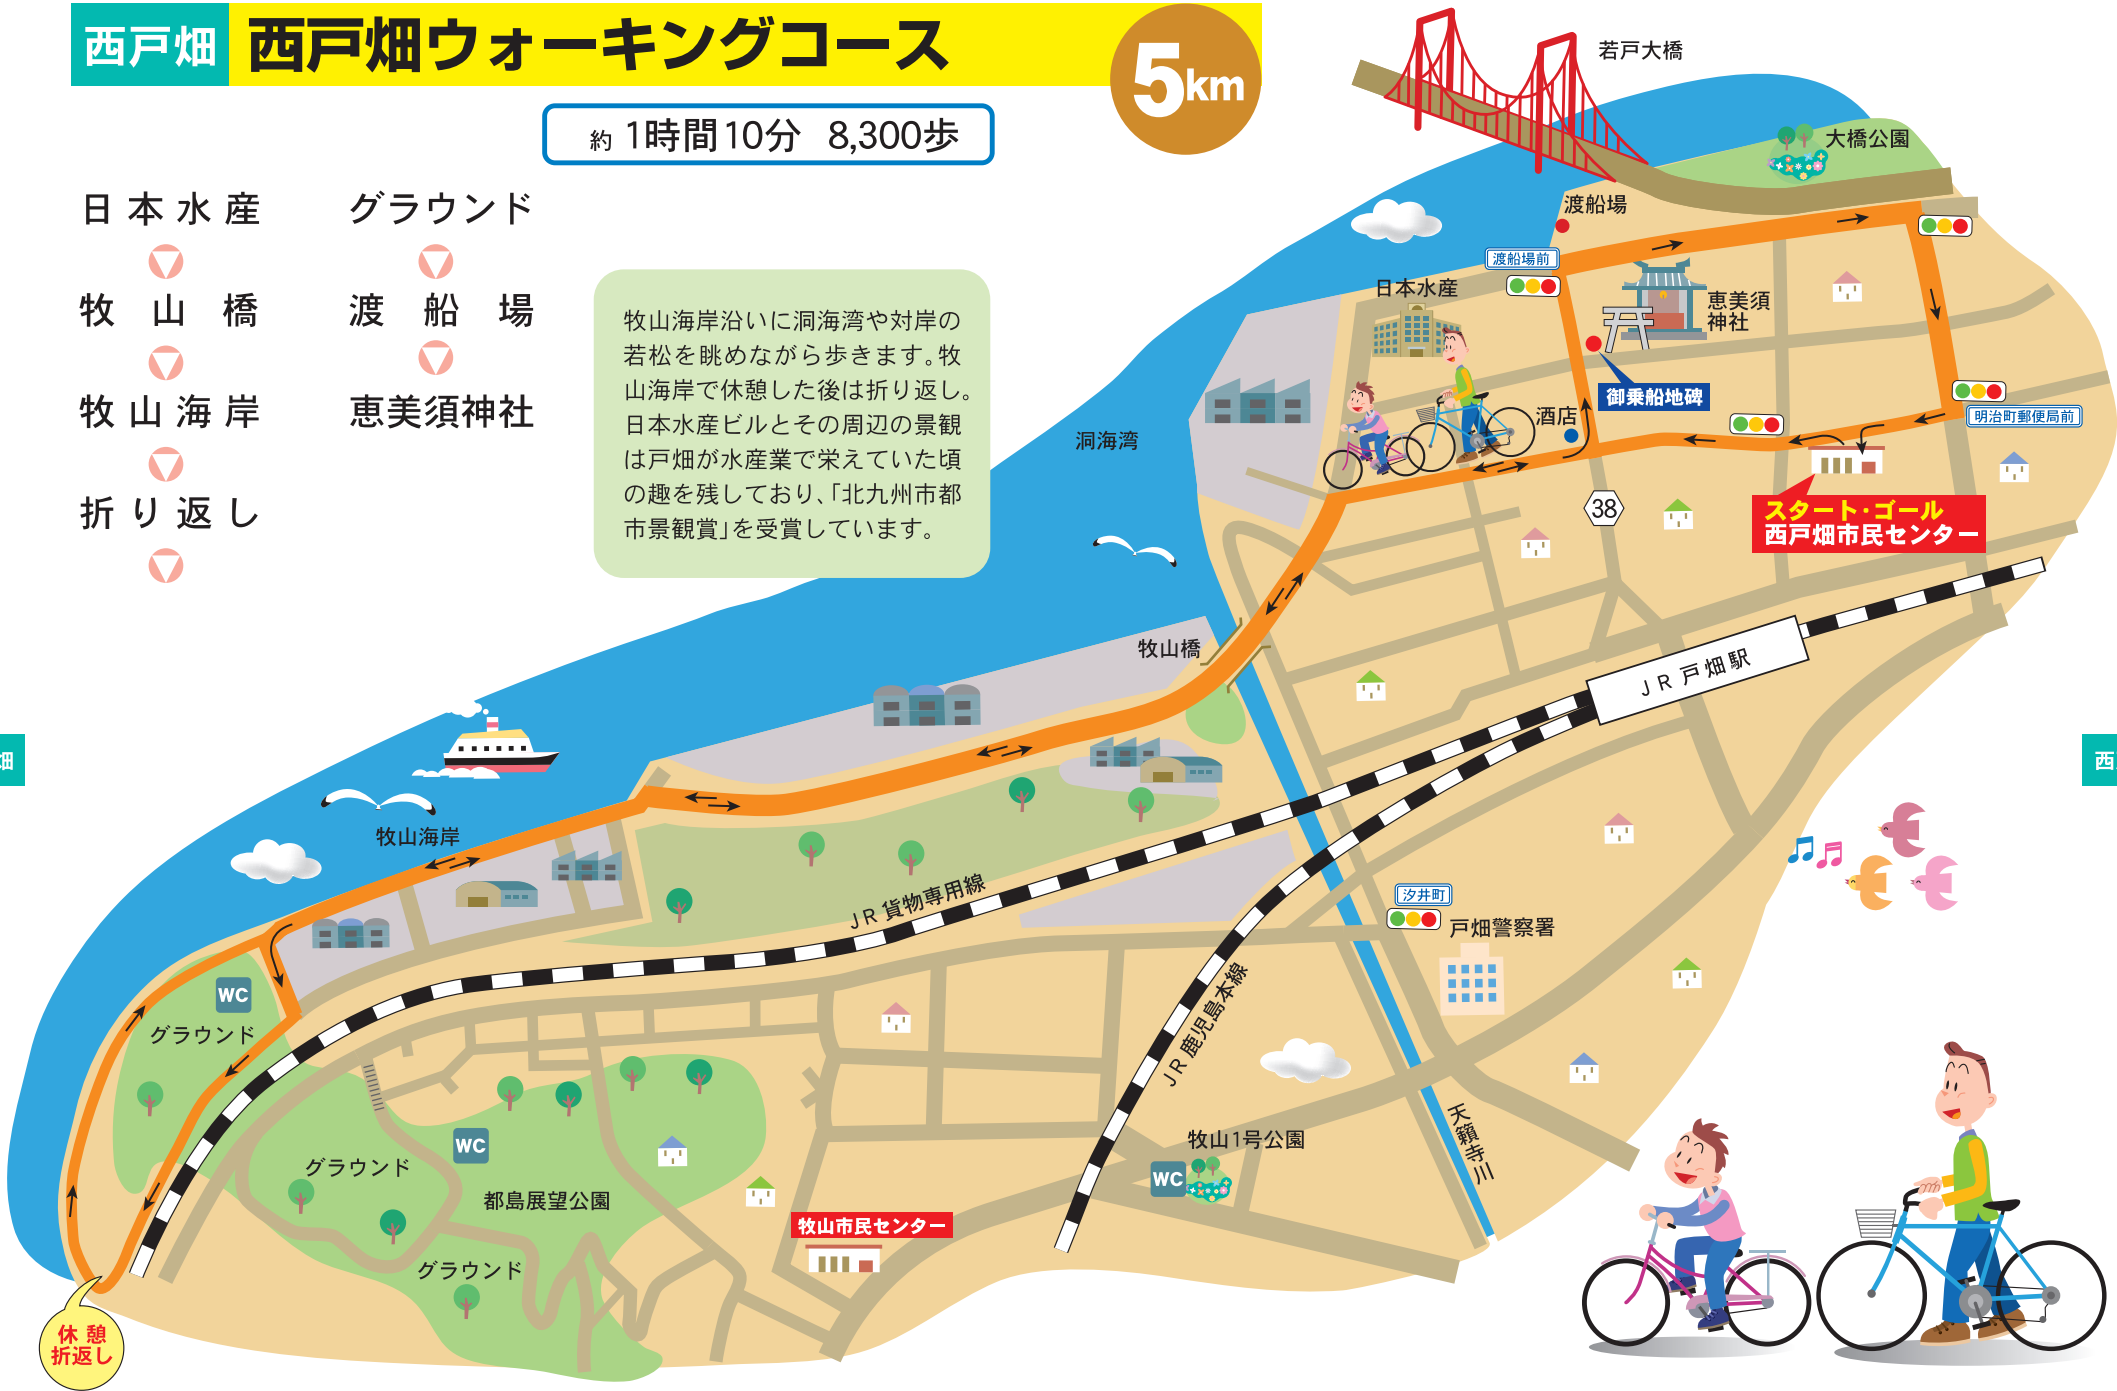 西戸畑
西戸畑ウォーキングコース
5km
約 1時間10分 8,300歩
日本水産
牧山橋
牧山海岸
折り返し
グラウンド
渡船場
恵美須神社
牧山海岸沿いに洞海湾や対岸の
若松を眺めながら歩きます。牧
山海岸で休憩した後は折り返し。
日本水産ビルとその周辺の景観
は戸畑が水産業で栄えていた頃
の趣を残しており、「北九州市都
市景観賞」を受賞しています。
若戸大橋
大橋公園
渡船場
渡船場前
日本水産
恵美須
神社
御乗船地碑
酒店
明治町郵便局前
38
スタート・ゴール
西戸畑市民センター
洞海湾
牧山橋
JR戸畑駅
畑
西
牧山海岸
JR貨物専用線
汐井町
戸畑警察署
WC
グラウンド
JR鹿児島本線
天籟寺川
牧山1号公園
WC
WC
グラウンド
都島展望公園
牧山市民センター
グラウンド
休憩
折返し